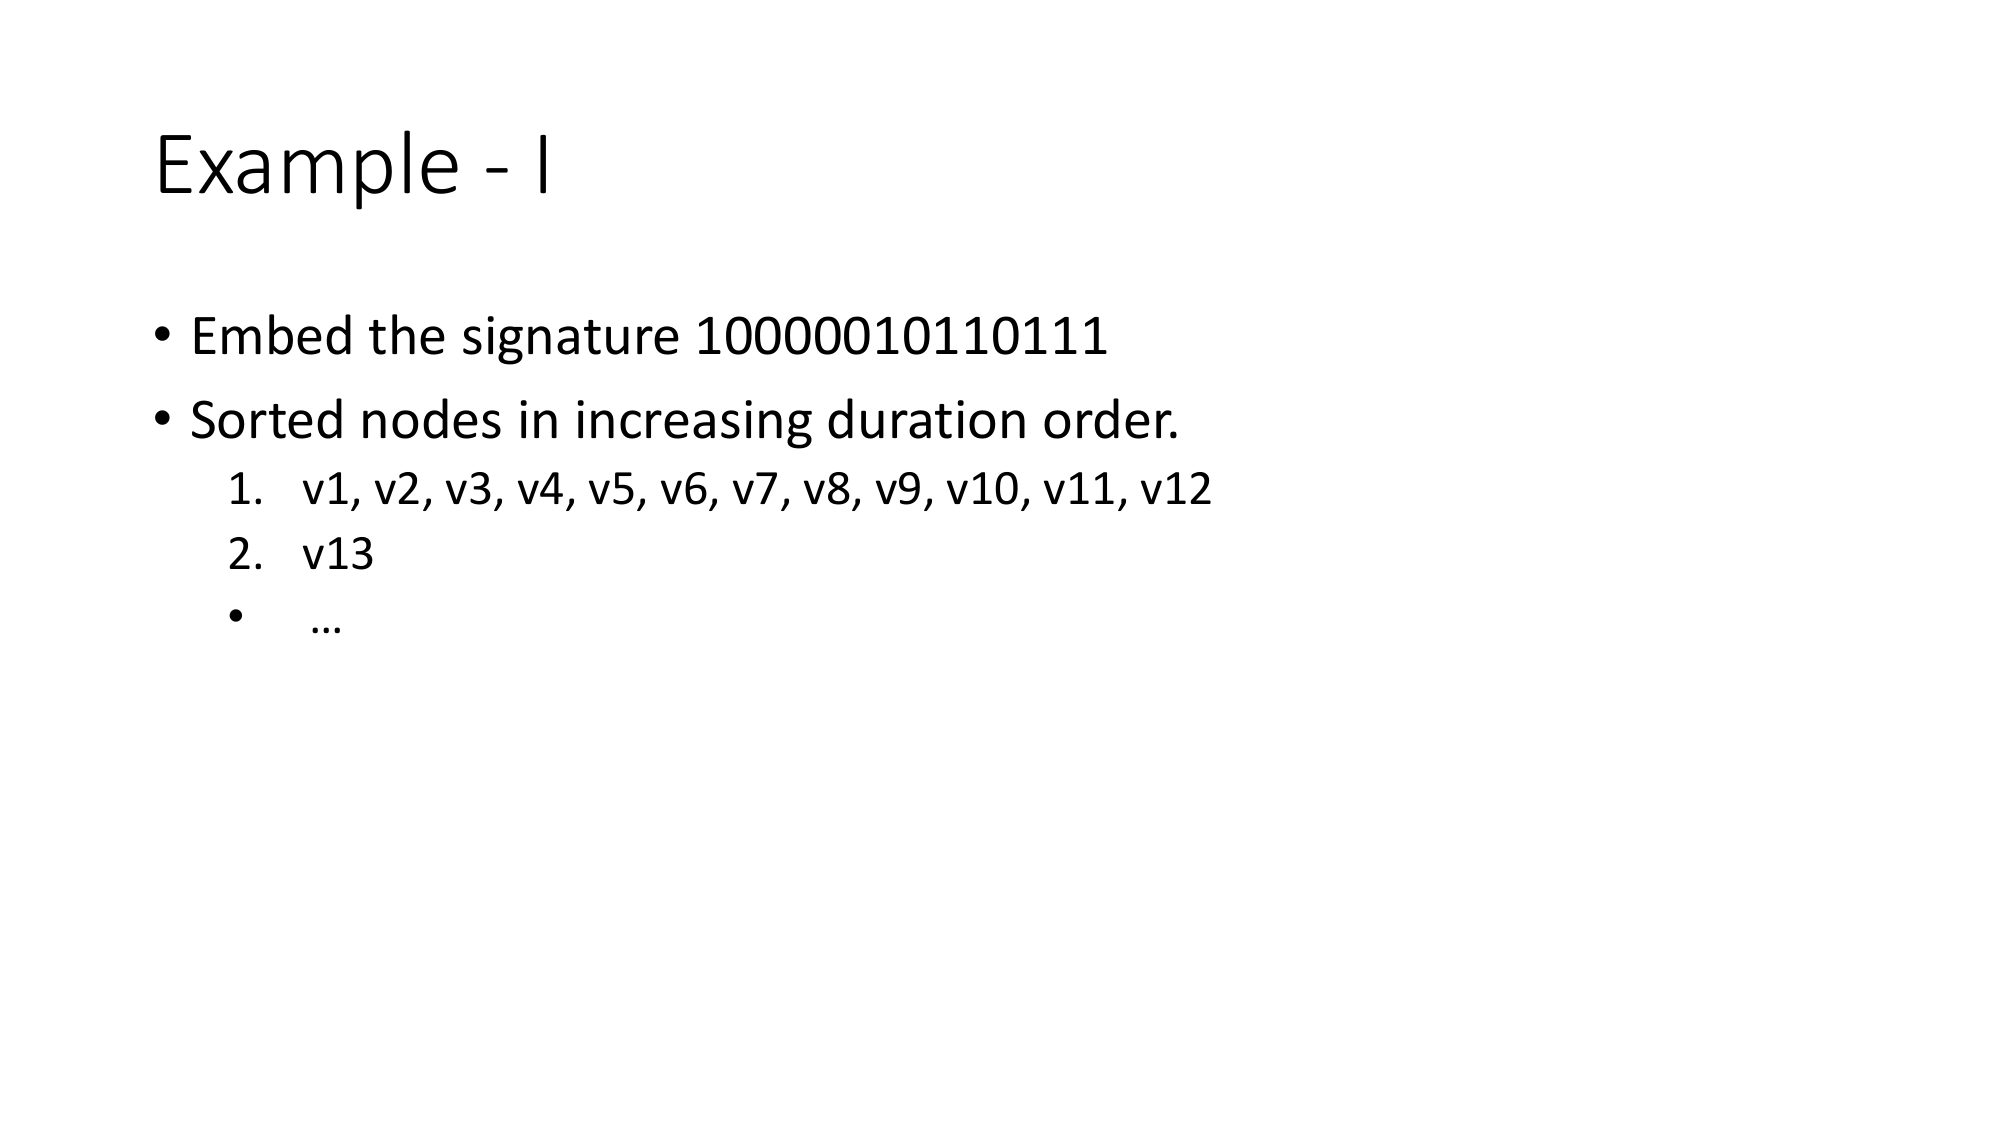 Example - I
• Embed the signature 10000010110111
• Sorted nodes in increasing duration order.
1. v1, v2, v3, v4, v5, v6, v7, v8, v9, v10, v11, v12
2. v13
• …